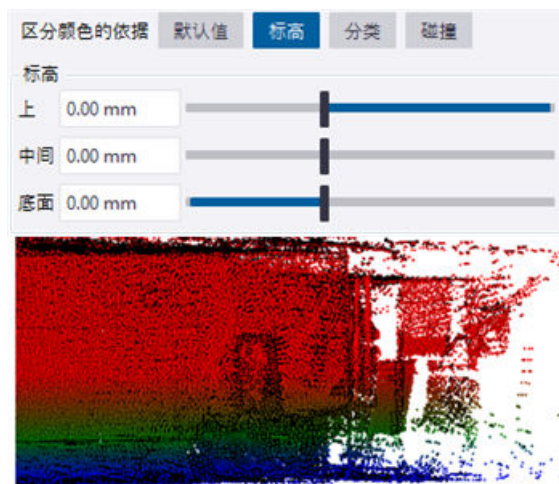 区分颜色的依据 默认值 标高 分类 碰撞
标高
上 0.00 mm
中间 0.00 mm
底面 0.00 mm